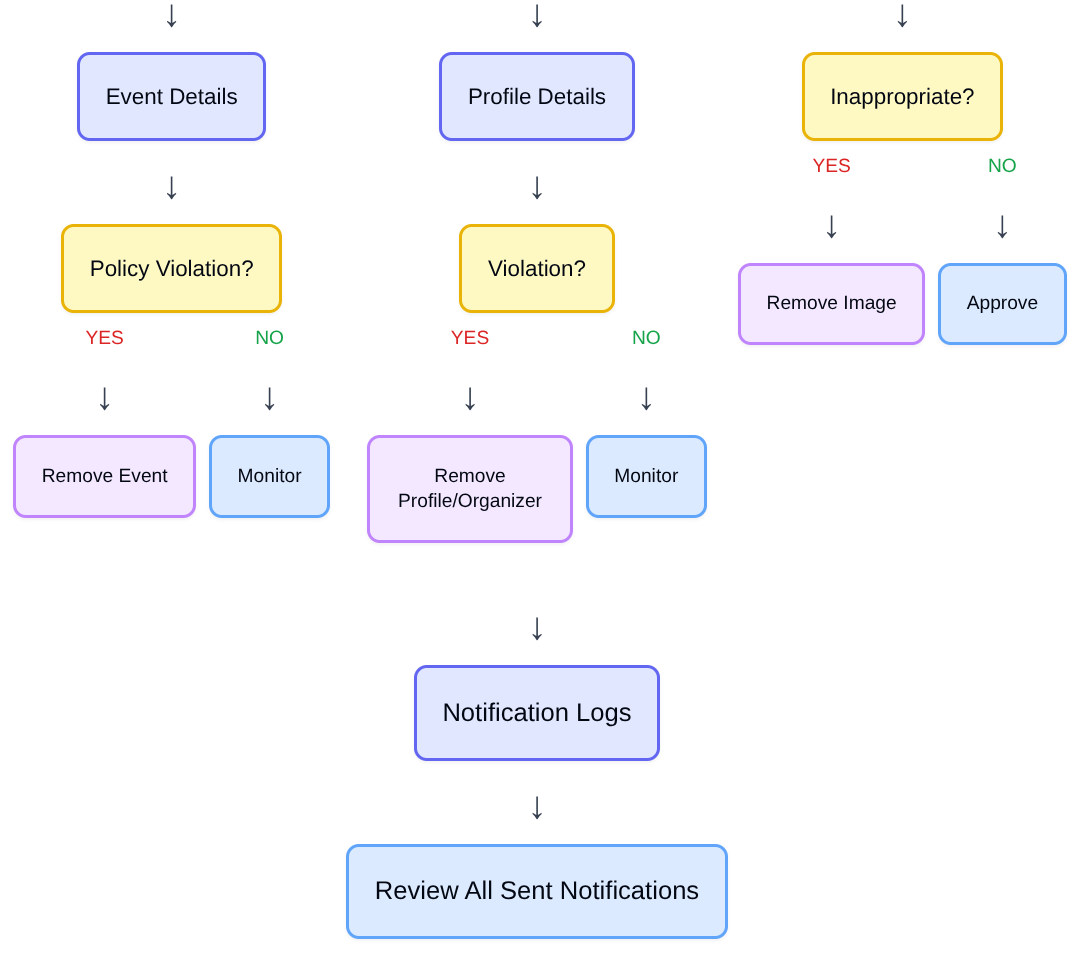 Event Details
Profile Details
Inappropriate?
YES
NO
Policy Violation?
Violation?
Remove Image
Approve
YES
NO
YES
NO
Remove Event
Monitor
Remove
Profile/Organizer
Monitor
Notification Logs
Review All Sent Notifications